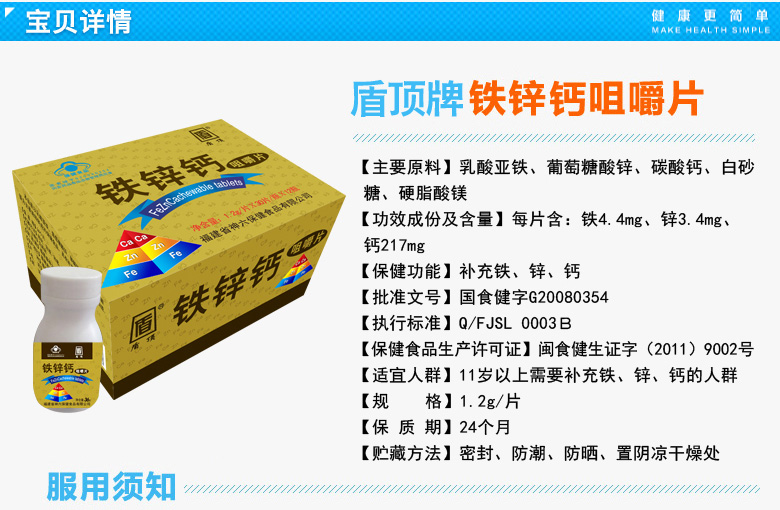 宝贝详情
健康更简单
MAKE HEALTH SIMPLE
盾顶牌 铁锌钙咀嚼片
【主要原料】乳酸亚铁、葡萄糖酸锌、碳酸钙、白砂
糖、硬脂酸镁
【功效成份及含量】每片含：铁4.4mg、锌3.4mg、
钙217mg
【保健功能】补充铁、锌、钙
【批准文号】国食健字G20080354
【执行标准】Q/FJSL 0003B
【保健食品生产许可证】闽食健生证字（2011）9002号
【适宜人群】11岁以上需要补充铁、锌、钙的人群
【规 格】1.2g/片
【保 质 期】24个月
【贮藏方法】密封、防潮、防晒、置阴凉干燥处
盾
铁锌钙 咀嚼片
FeZnCachewable tablets
福建省神六保健食品有限公司
Ca Ca
Zn
Fe
盾
盾顶
铁锌钙 咀嚼片
铁锌钙
服用须知